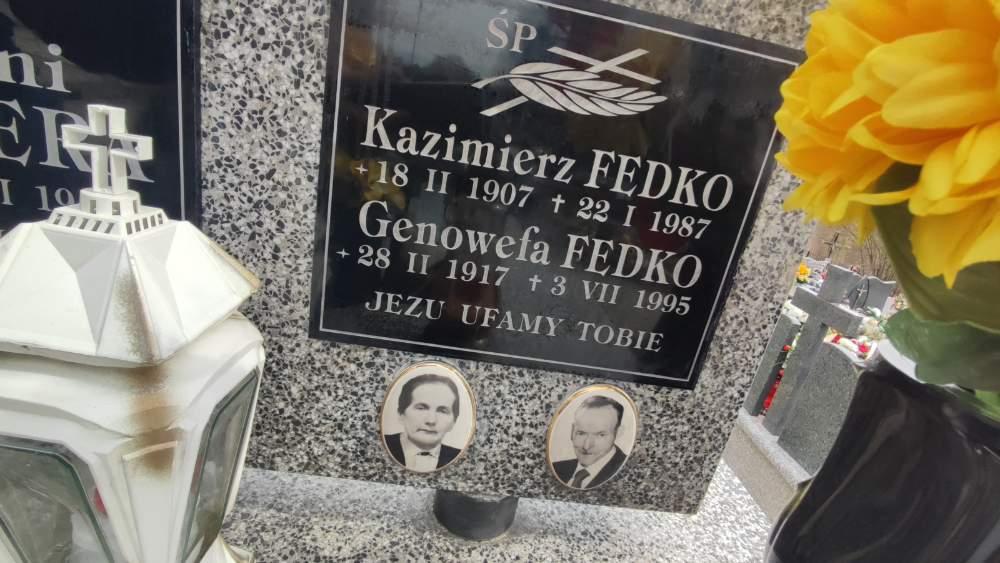 ŚP
Kazimierz FEDKO
+ 18 II 1907 + 22 I 1987
Genowefa FEDKO
+ 28 II 1917 + 3 VII 1995
JEZU UFAMY TOBIE